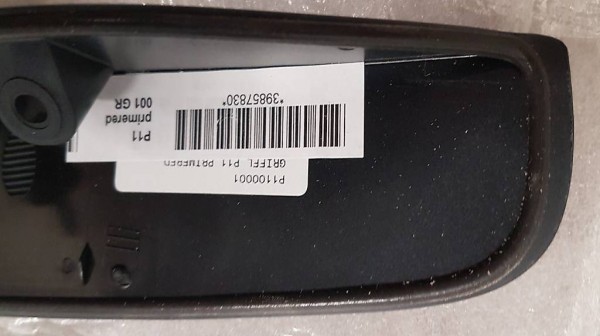 P1100001
GRIFFL P11 PRIMERED
*39857830*
P11
primered
001 GR